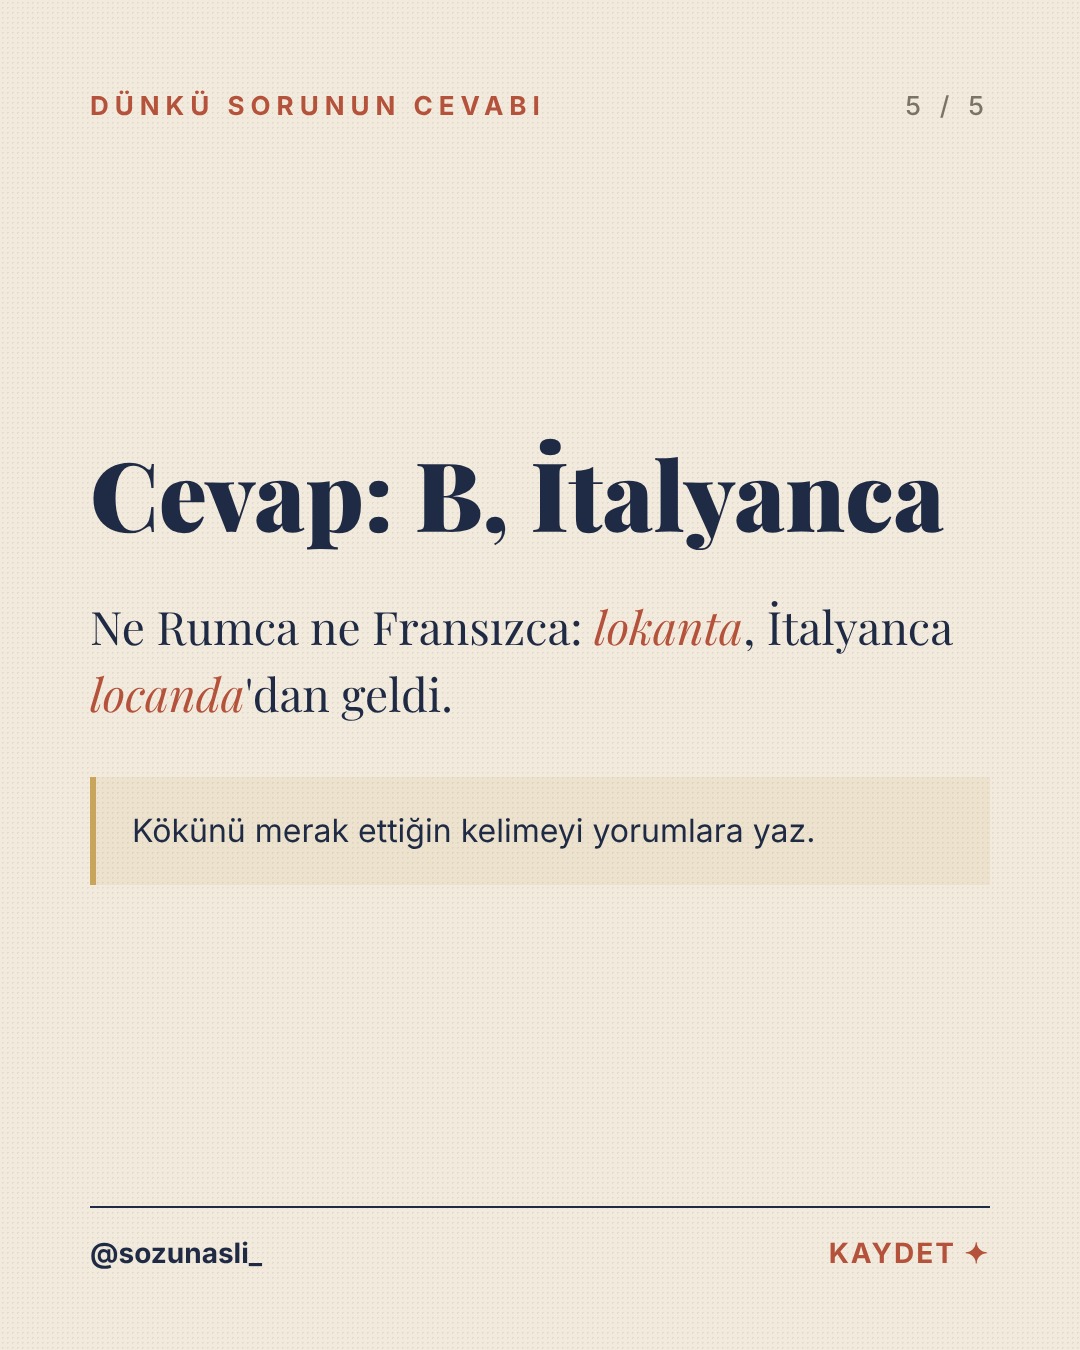 DÜNKÜ SORUNUN CEVABI
5 / 5
Cevap: B, İtalyanca
Ne Rumca ne Fransızca: lokanta, İtalyanca
locanda'dan geldi.
Kökünü merak ettiğin kelimeyi yorumlara yaz.
@sozunasli_
KAYDET ✦